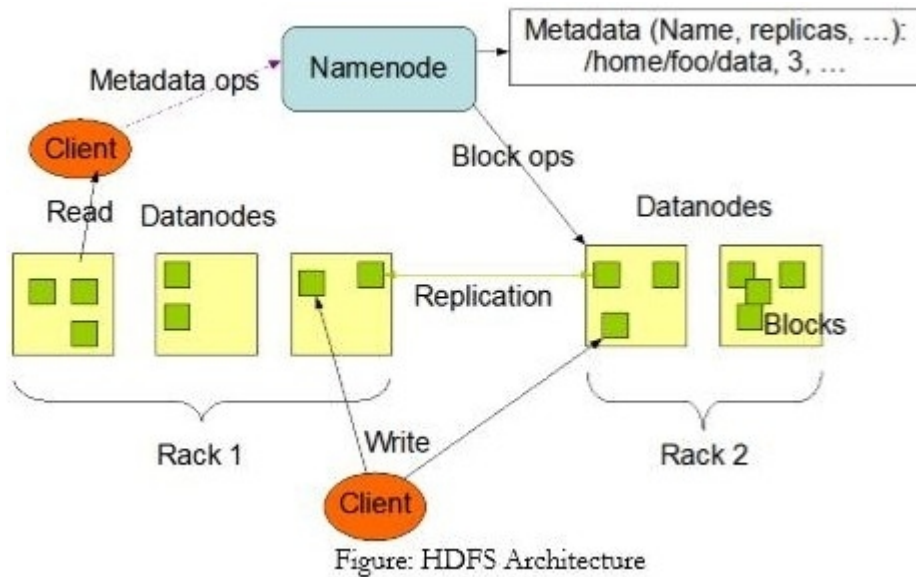 Metadata (Name, replicas, ...):
/home/foo/data, 3, ...
Namenode
Metadata ops
Client
Block ops
Read
Datanodes
Datanodes
Replication
Blocks
Rack 1
Write
Rack 2
Client
Figure: HDFS Architecture